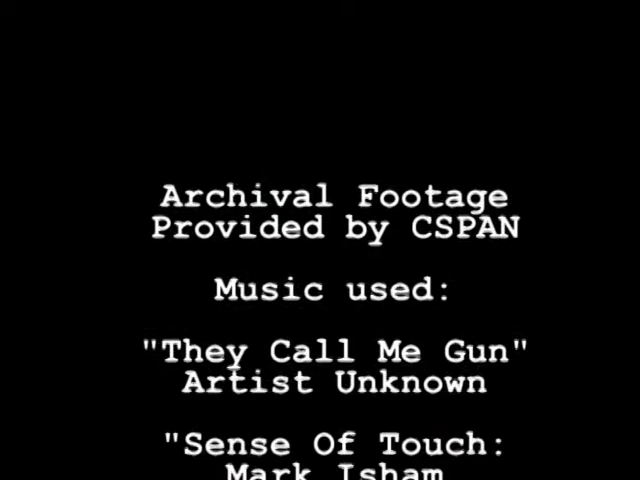 Archival Footage
Provided by CSPAN
Music used:
"They Call Me Gun"
Artist Unknown
"Sense Of Touch:
Mark Isham